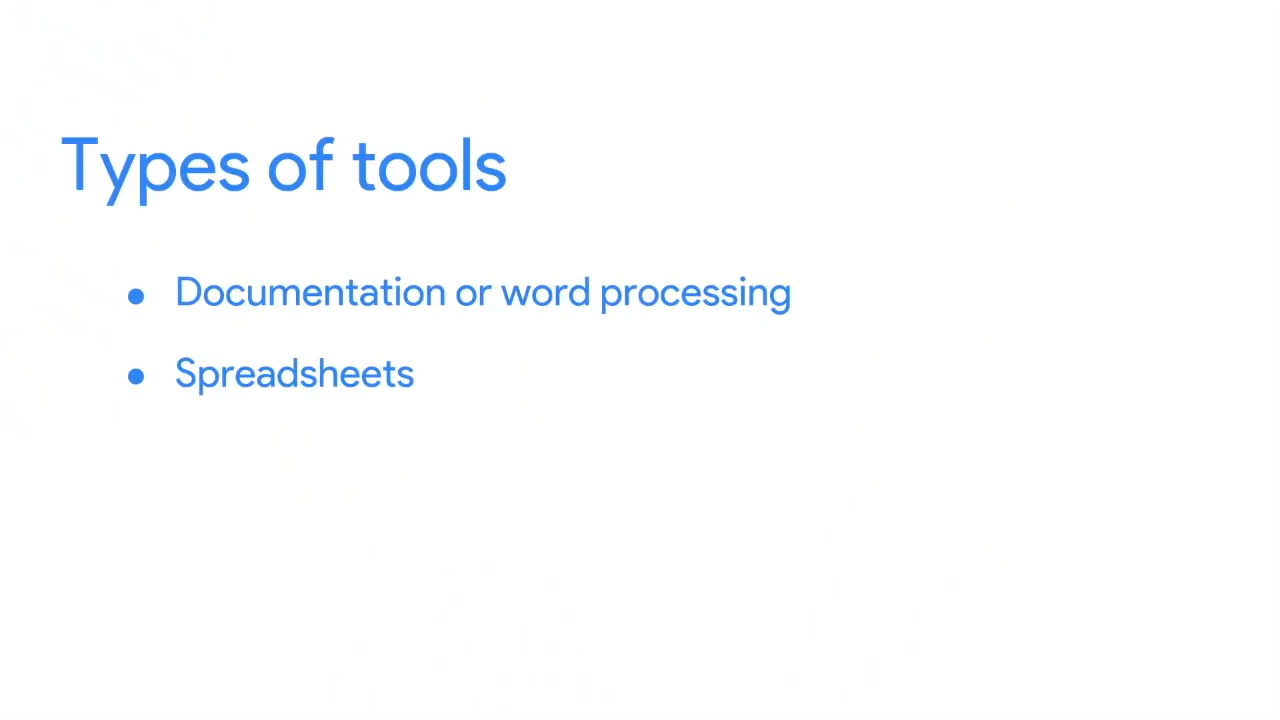 Types of tools
● Documentation or word processing
● Spreadsheets